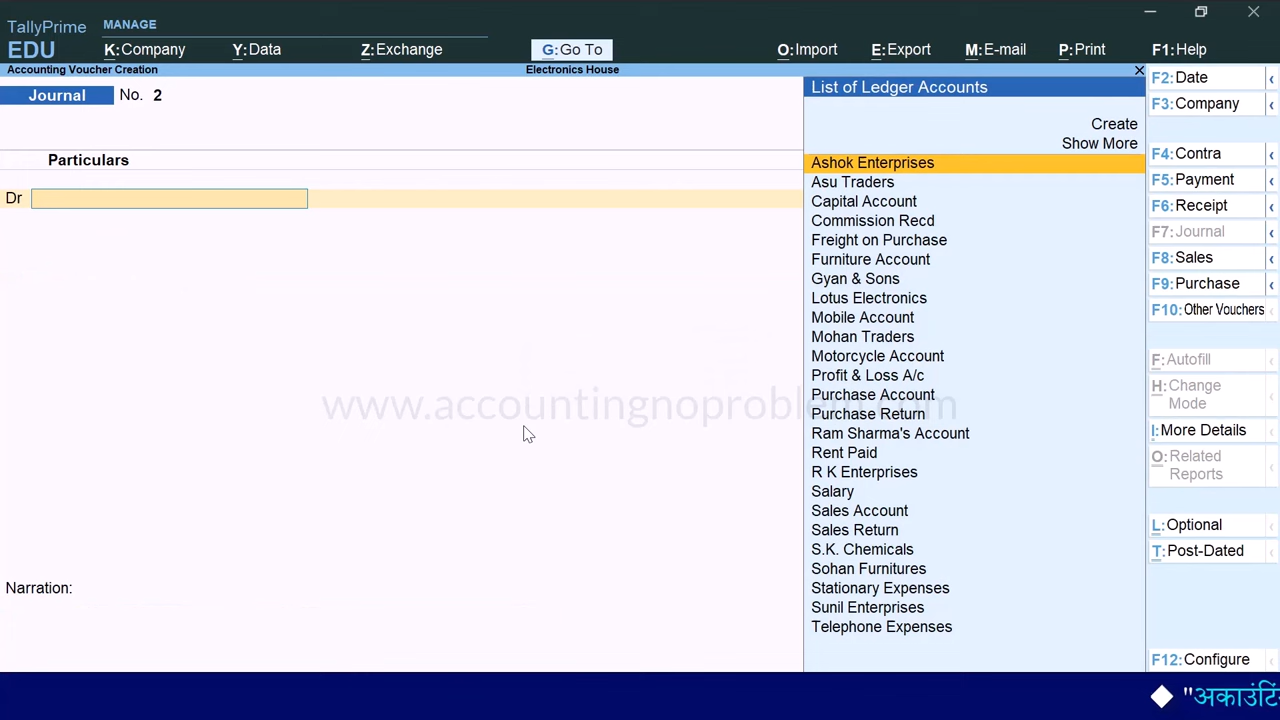 TallyPrime
EDU
MANAGE
K:Company
Y:Data
Z:Exchange
G:Go To
O:Import
E:Export
M:E-mail
P:Print
F1:Help
Accounting Voucher Creation
Electronics House
Journal No. 2
Particulars
Dr
Narration:
List of Ledger Accounts
Create
Show More
Ashok Enterprises
Asu Traders
Capital Account
Commission Recd
Freight on Purchase
Furniture Account
Gyan & Sons
Lotus Electronics
Mobile Account
Mohan Traders
Motorcycle Account
Profit & Loss A/c
Purchase Account
Purchase Return
Ram Sharma's Account
Rent Paid
R K Enterprises
Salary
Sales Account
Sales Return
S.K. Chemicals
Sohan Furnitures
Stationary Expenses
Sunil Enterprises
Telephone Expenses
F2:Date
F3:Company
F4:Contra
F5:Payment
F6:Receipt
F7:Journal
F8:Sales
F9:Purchase
F10:Other Vouchers
F:Autofill
H:Change
Mode
I:More Details
O:Related
Reports
L:Optional
T:Post-Dated
F12:Configure
www.accountingnoproblem.com